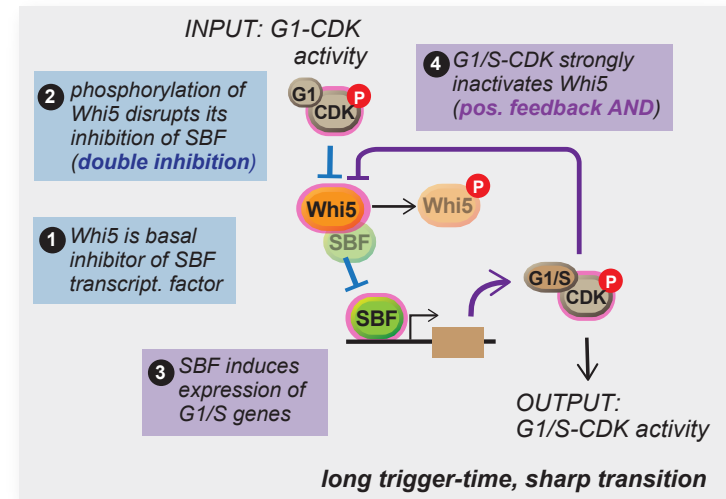 INPUT: G1-CDK
activity
2 phosphorylation of
Whi5 disrupts its
inhibition of SBF
(double inhibition)
4 G1/S-CDK strongly
inactivates Whi5
(pos. feedback AND)
G1
CDK
P
Whi5
Whi5
P
SBF
1 Whi5 is basal
inhibitor of SBF
transcript. factor
G1/S
CDK
P
SBF
3 SBF induces
expression of
G1/S genes
OUTPUT:
G1/S-CDK activity
long trigger-time, sharp transition